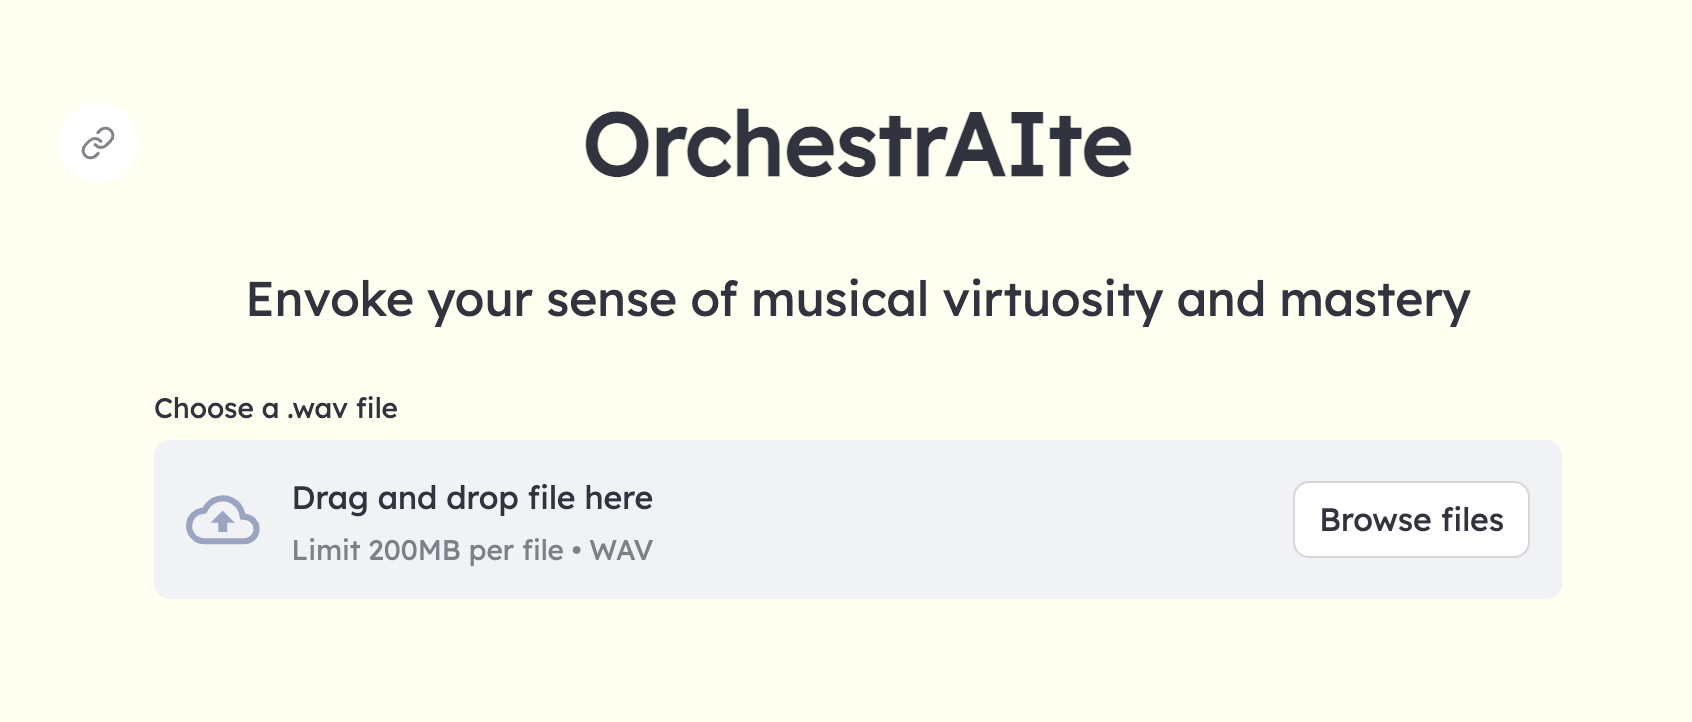 OrchestrAIte
Envoke your sense of musical virtuosity and mastery
Choose a .wav file
Drag and drop file here
Limit 200MB per file • WAV
Browse files